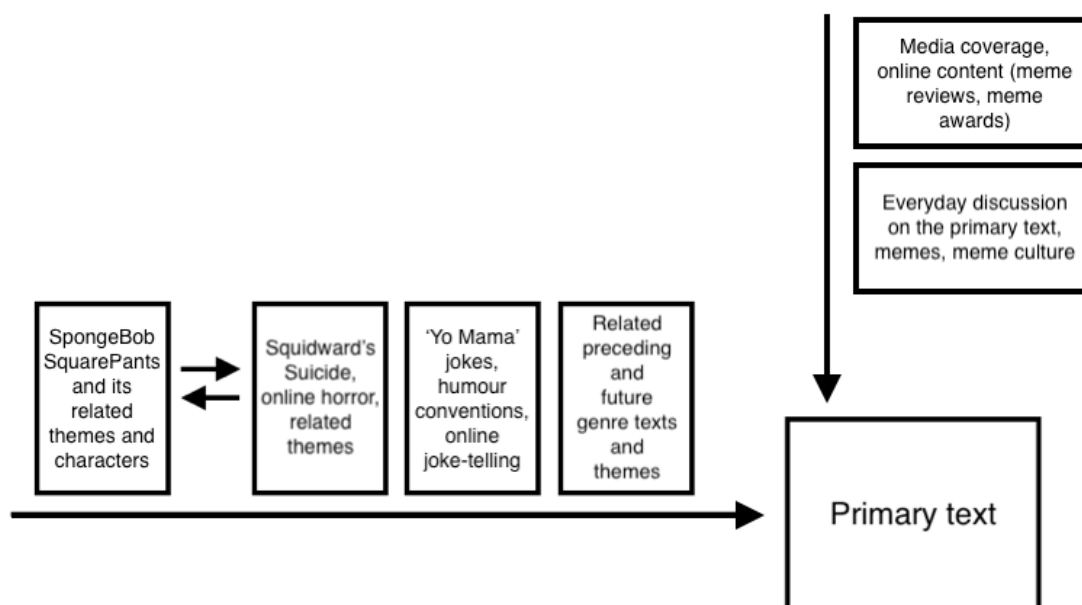 Media coverage,
online content (meme
reviews, meme
awards)
Everyday discussion
on the primary text,
memes, meme culture
SpongeBob
SquarePants
and its
related
themes and
characters
Squidward's
Suicide,
online horror,
related
themes
‘Yo Mama’
jokes,
humour
conventions,
online
joke-telling
Related
preceding
and
future
genre texts
and
themes
Primary text